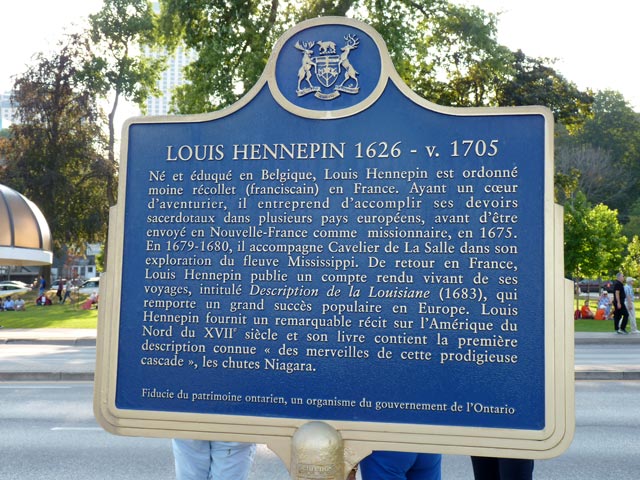 LOUIS HENNEPIN 1626 - v. 1705
Né et éduqué en Belgique, Louis Hennepin est ordonné
moine récollet (franciscain) en France. Ayant un cœur
d'aventurier, il entreprend d'accomplir ses devoirs
sacerdotaux dans plusieurs pays européens, avant d'être
envoyé en Nouvelle-France comme missionnaire, en 1675.
En 1679-1680, il accompagne Cavelier de La Salle dans son
exploration du fleuve Mississippi. De retour en France,
Louis Hennepin publie un compte rendu vivant de ses
voyages, intitulé Description de la Louisiane (1683), qui
remporte un grand succès populaire en Europe. Louis
Hennepin fournit un remarquable récit sur l'Amérique du
Nord du XVIIe siècle et son livre contient la première
description connue « des merveilles de cette prodigieuse
cascade », les chutes Niagara.
Fiducie du patrimoine ontarien, un organisme du gouvernement de l'Ontario